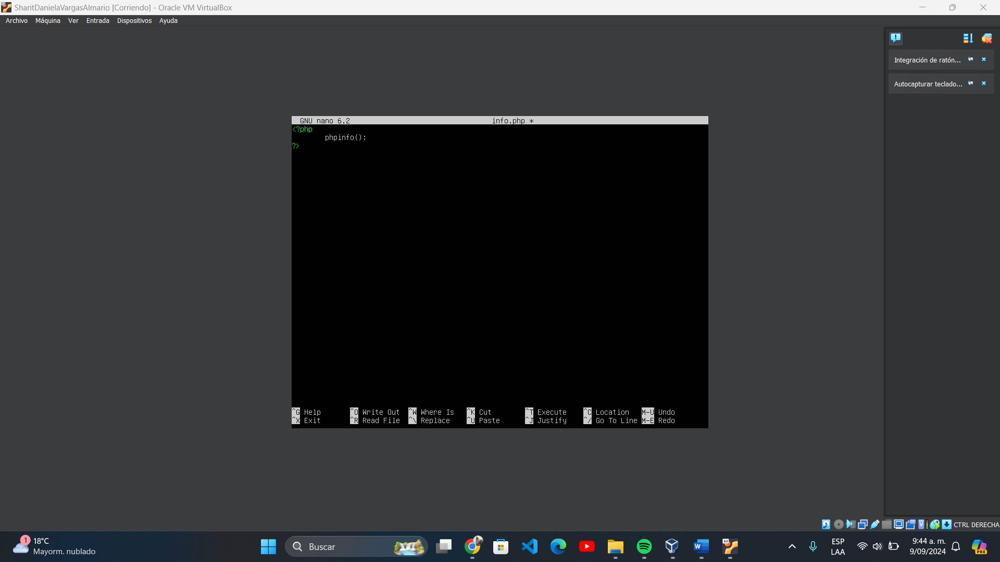 SharitDanielaVargasAlmario [Corriendo] - Oracle VM VirtualBox
Archivo Máquina Ver Entrada Dispositivos Ayuda
Integración de ratón...
Autocapturar teclado...
GNU nano 6.2 info.php *
<?php
phpinfo();
?>
^G Help ^O Write Out ^W Where Is ^K Cut ^T Execute ^C Location M-U Undo
^X Exit ^R Read File ^\ Replace ^U Paste ^J Justify ^/ Go To Line M-E Redo
CTRL DERECHA
1
18°C
Mayorm. nublado
Buscar
ESP
LAA
9:44 a. m.
9/09/2024
PRE